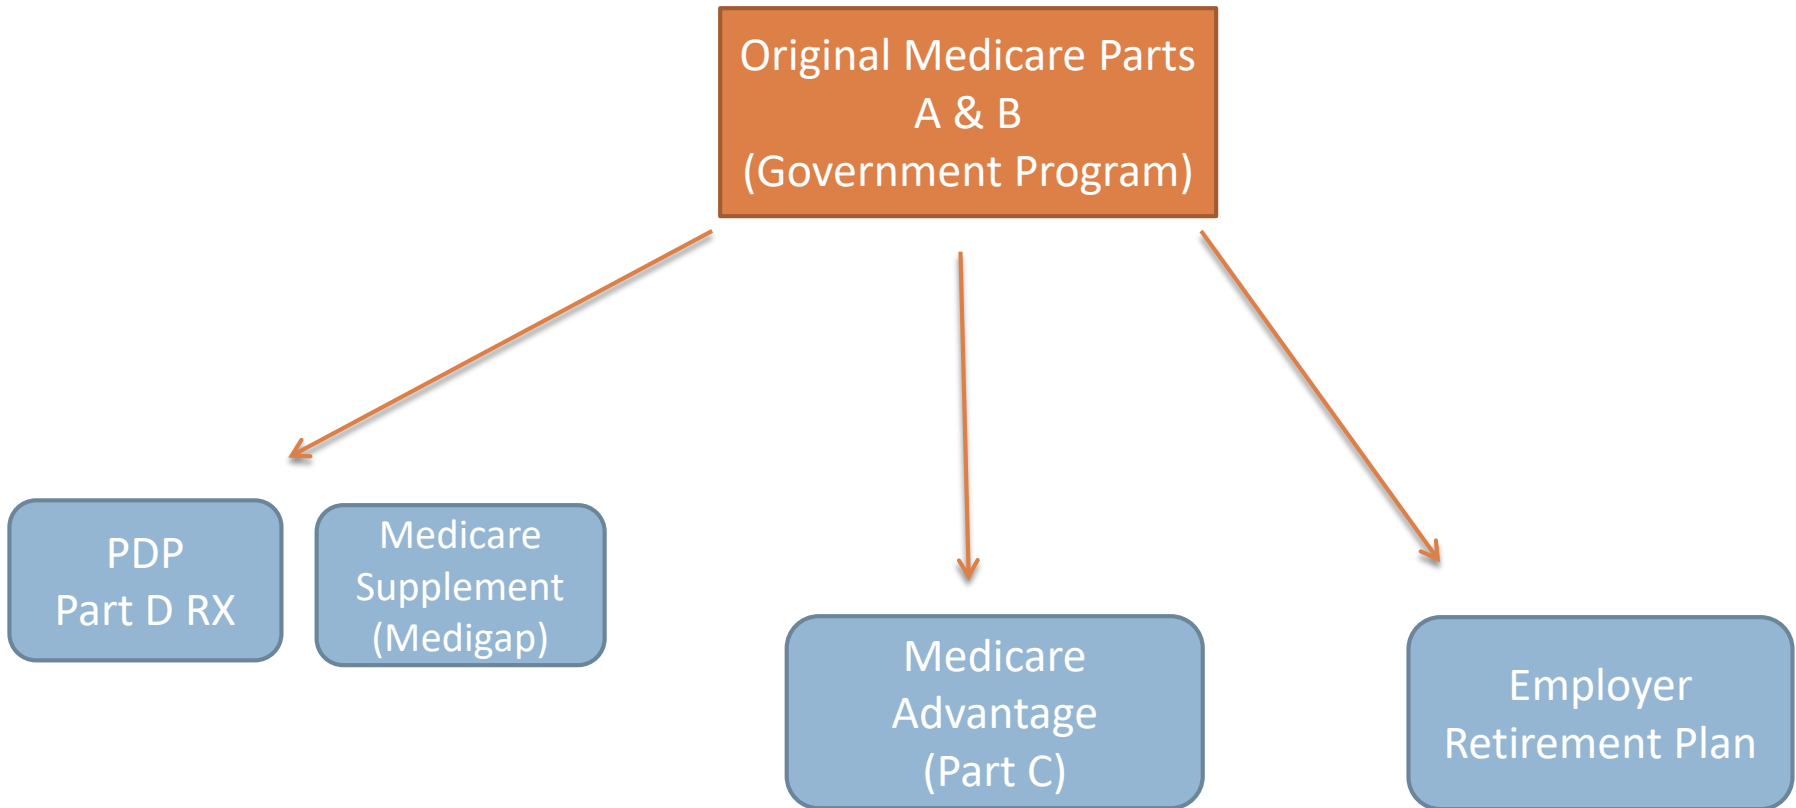 Original Medicare Parts
A & B
(Government Program)
PDP
Part D RX
Medicare
Supplement
(Medigap)
Medicare
Advantage
(Part C)
Employer
Retirement Plan